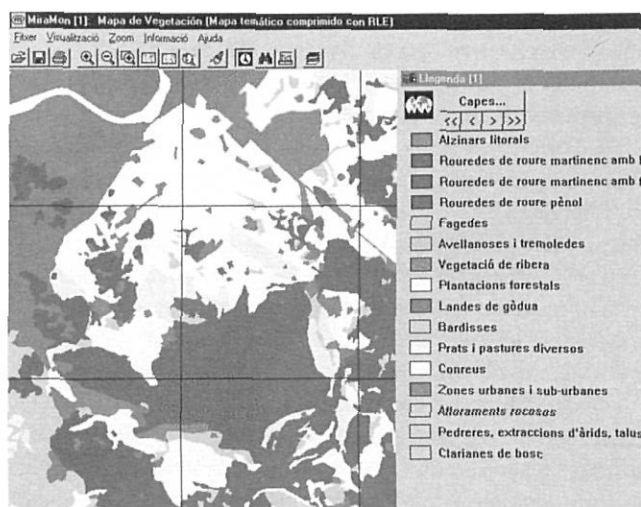 MiraMon [1]: Mapa de Vegetación (Mapa temático comprimido con RLE)
Fitxer Visualització Zoom Informació Ajuda
Llegenda [1]
Capes...
<< < > >>
Alzinars litorals
Rouredes de roure martinenc amb
Rouredes de roure martinenc amb
Rouredes de roure pènol
Fagedes
Avellanoses i tremoledes
Vegetació de ribera
Plantacions forestals
Landes de gòdua
Bardisses
Prats i pastures diversos
Conreus
Zones urbanes i sub-urbanes
Afloraments rocosos
Pedreres, extraccions d'àrids, talus
Clarianes de bosc